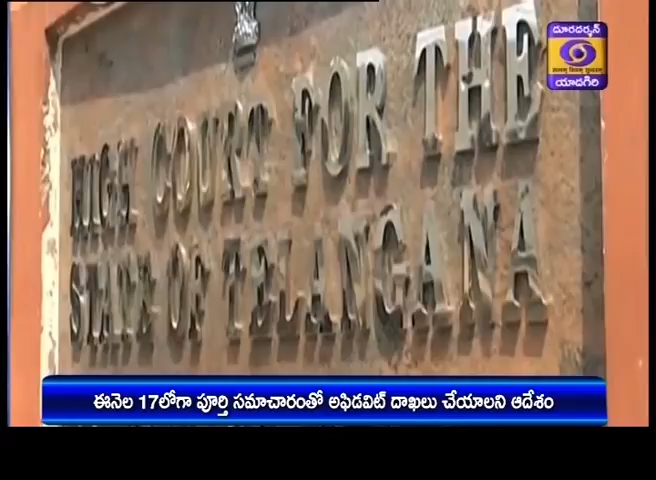 దూరదర్శన్
యాదగిరి
HIGH COURT FOR THE
STATE OF TELANGANA
ఈనెల 17లోగా పూర్తి సమాచారంతో అఫిడవిట్ దాఖలు చేయాలని ఆదేశం